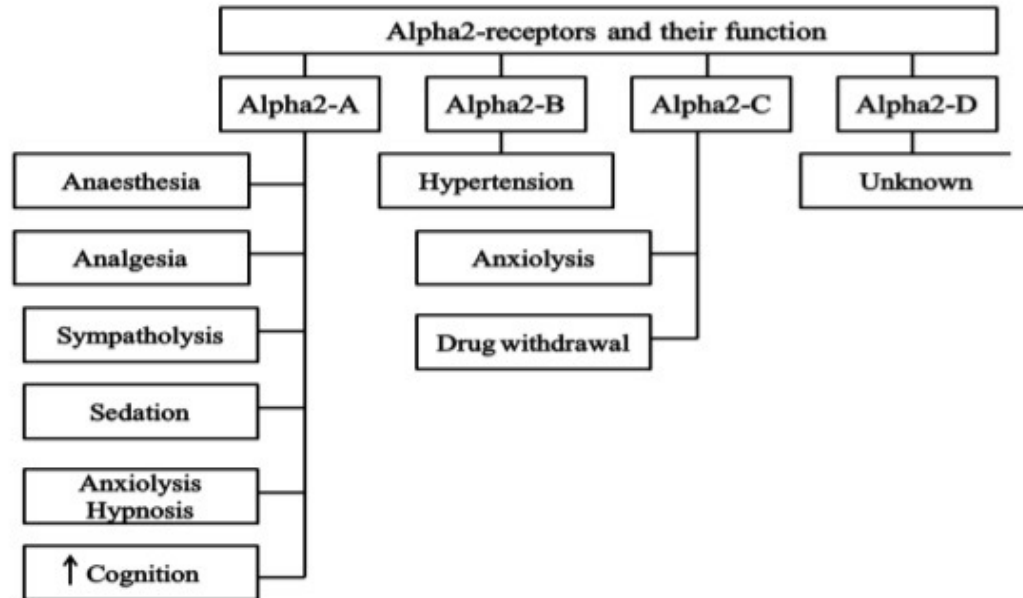 Alpha2-receptors and their function
Alpha2-A
Alpha2-B
Alpha2-C
Alpha2-D
Anaesthesia
Analgesia
Sympatholysis
Sedation
Anxiolysis
Hypnosis
↑ Cognition
Hypertension
Anxiolysis
Drug withdrawal
Unknown